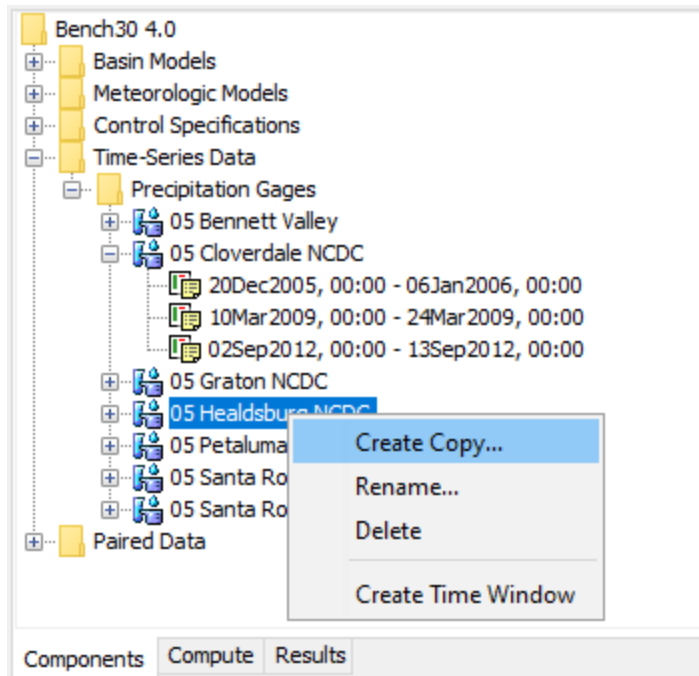 Bench30 4.0
Basin Models
Meteorologic Models
Control Specifications
Time-Series Data
Precipitation Gages
05 Bennett Valley
05 Cloverdale NCDC
20Dec2005, 00:00 - 06Jan2006, 00:00
10Mar2009, 00:00 - 24Mar2009, 00:00
02Sep2012, 00:00 - 13Sep2012, 00:00
05 Graton NCDC
05 Healdsburg NCDC
Create Copy...
05 Petaluma
Rename...
05 Santa Ro
05 Santa Ro
Delete
Paired Data
Create Time Window
Components Compute Results